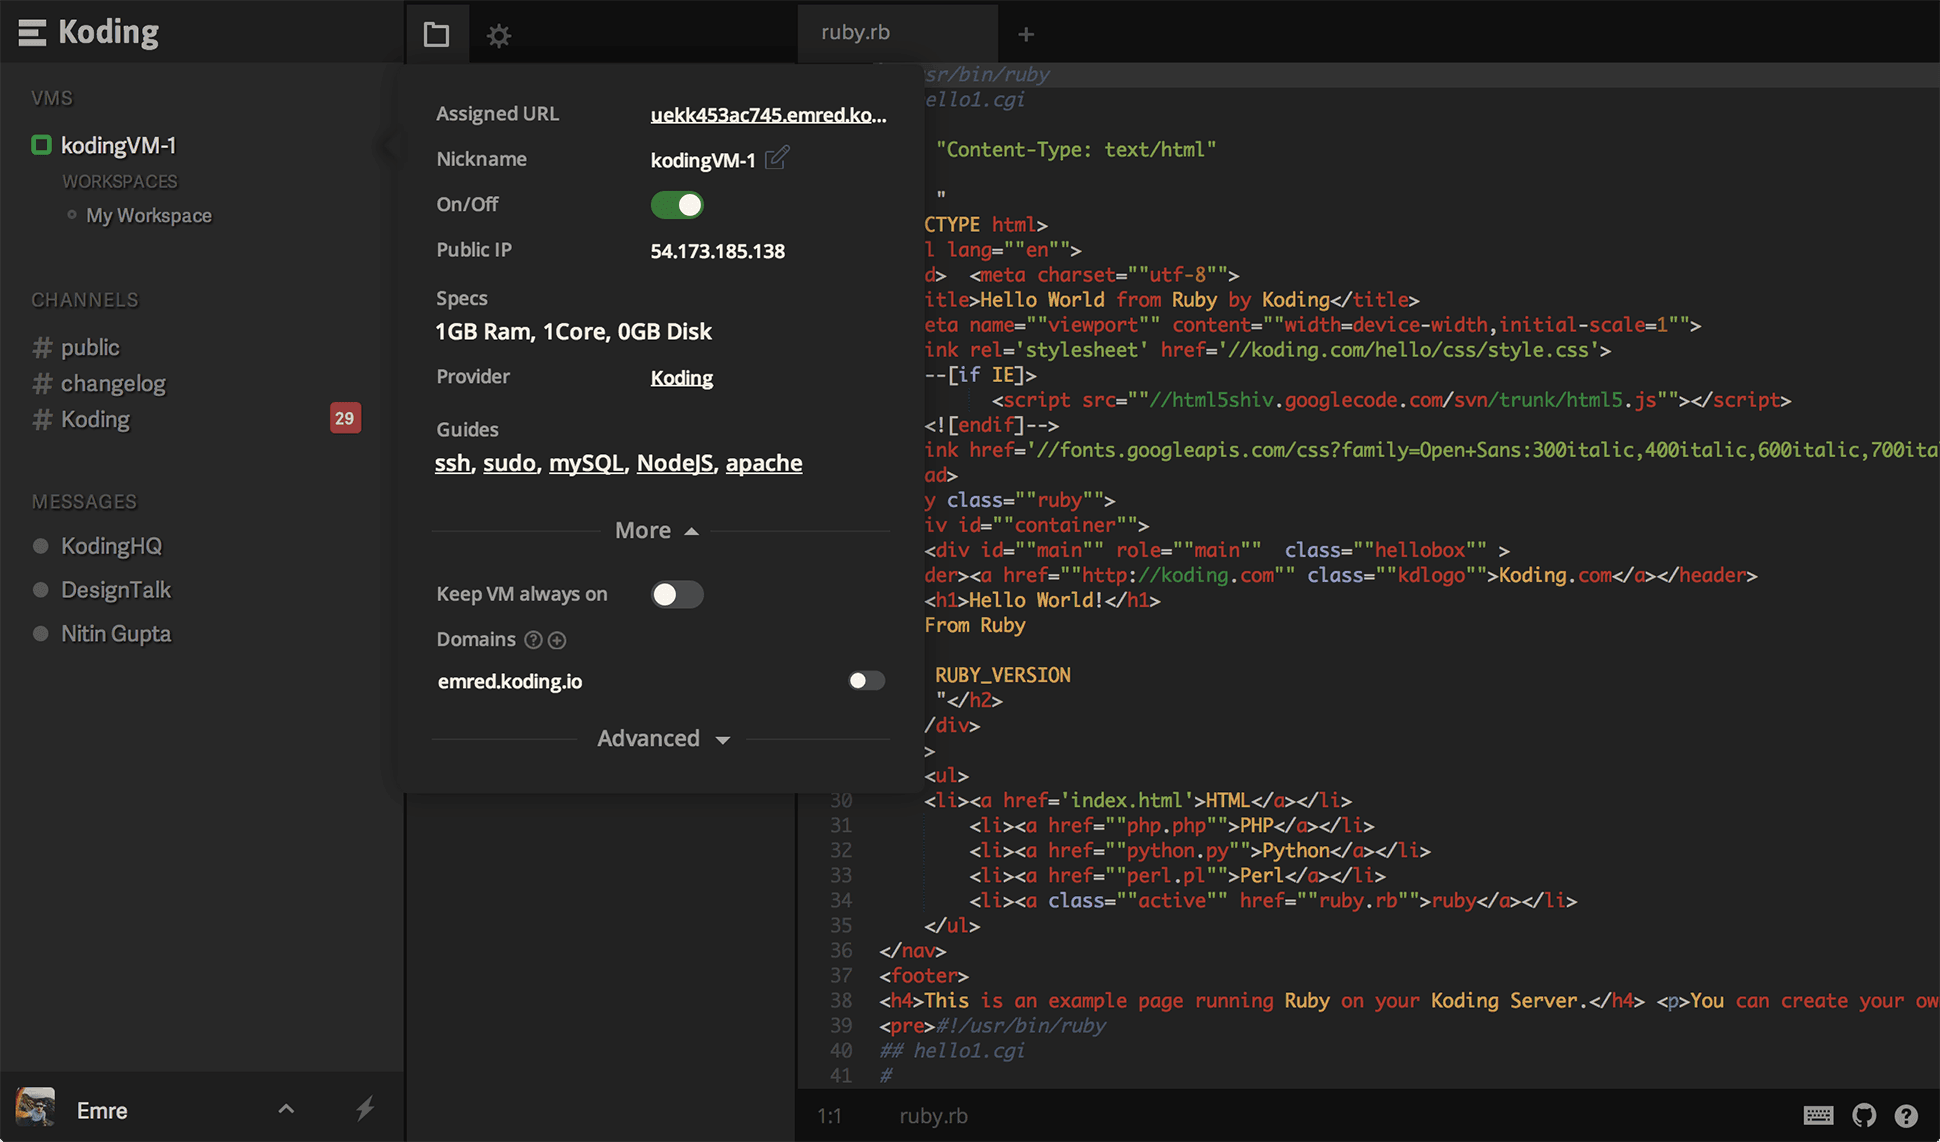 Koding
VMS
kodingVM-1
WORKSPACES
My Workspace
CHANNELS
# public
# changelog
# Koding
29
MESSAGES
KodingHQ
DesignTalk
Nitin Gupta
Emre
Assigned URL uekk453ac745.emred.ko...
Nickname kodingVM-1
On/Off
Public IP 54.173.185.138
Specs
1GB Ram, 1Core, 0GB Disk
Provider Koding
Guides
ssh, sudo, mySQL, NodeJS, apache
More
Keep VM always on
Domains ? +
emred.koding.io
Advanced
ruby.rb +
sr/bin/ruby
ello1.cgi
"Content-Type: text/html"
"
CTYPE html>
l lang=""en"">
d>  <meta charset=""utf-8"">
itle>Hello World from Ruby by Koding</title>
eta name=""viewport"" content=""width=device-width,initial-scale=1"">
ink rel='stylesheet' href='//koding.com/hello/css/style.css'>
--[if IE]>
<script src=""//html5shiv.googlecode.com/svn/trunk/html5.js""></script>
<![endif]-->
ink href='//fonts.googleapis.com/css?family=Open+Sans:300italic,400italic,600italic,700ita
ad>
y class=""ruby"">
iv id=""container"">
<div id=""main"" role=""main""  class=""hellobox"" >
der><a href=""http://koding.com"" class=""kdlogo"">Koding.com</a></header>
<h1>Hello World!</h1>
From Ruby
RUBY_VERSION
"</h2>
/div>
>
<ul>
30 <li><a href='index.html'>HTML</a></li>
31 <li><a href=""php.php"">PHP</a></li>
32 <li><a href=""python.py"">Python</a></li>
33 <li><a href=""perl.pl"">Perl</a></li>
34 <li><a class=""active"" href=""ruby.rb"">ruby</a></li>
35 </ul>
36 </nav>
37 <footer>
38 <h4>This is an example page running Ruby on your Koding Server.</h4> <p>You can create your ow
39 <pre>#!/usr/bin/ruby
40 ## hello1.cgi
41 #
1:1 ruby.rb ?